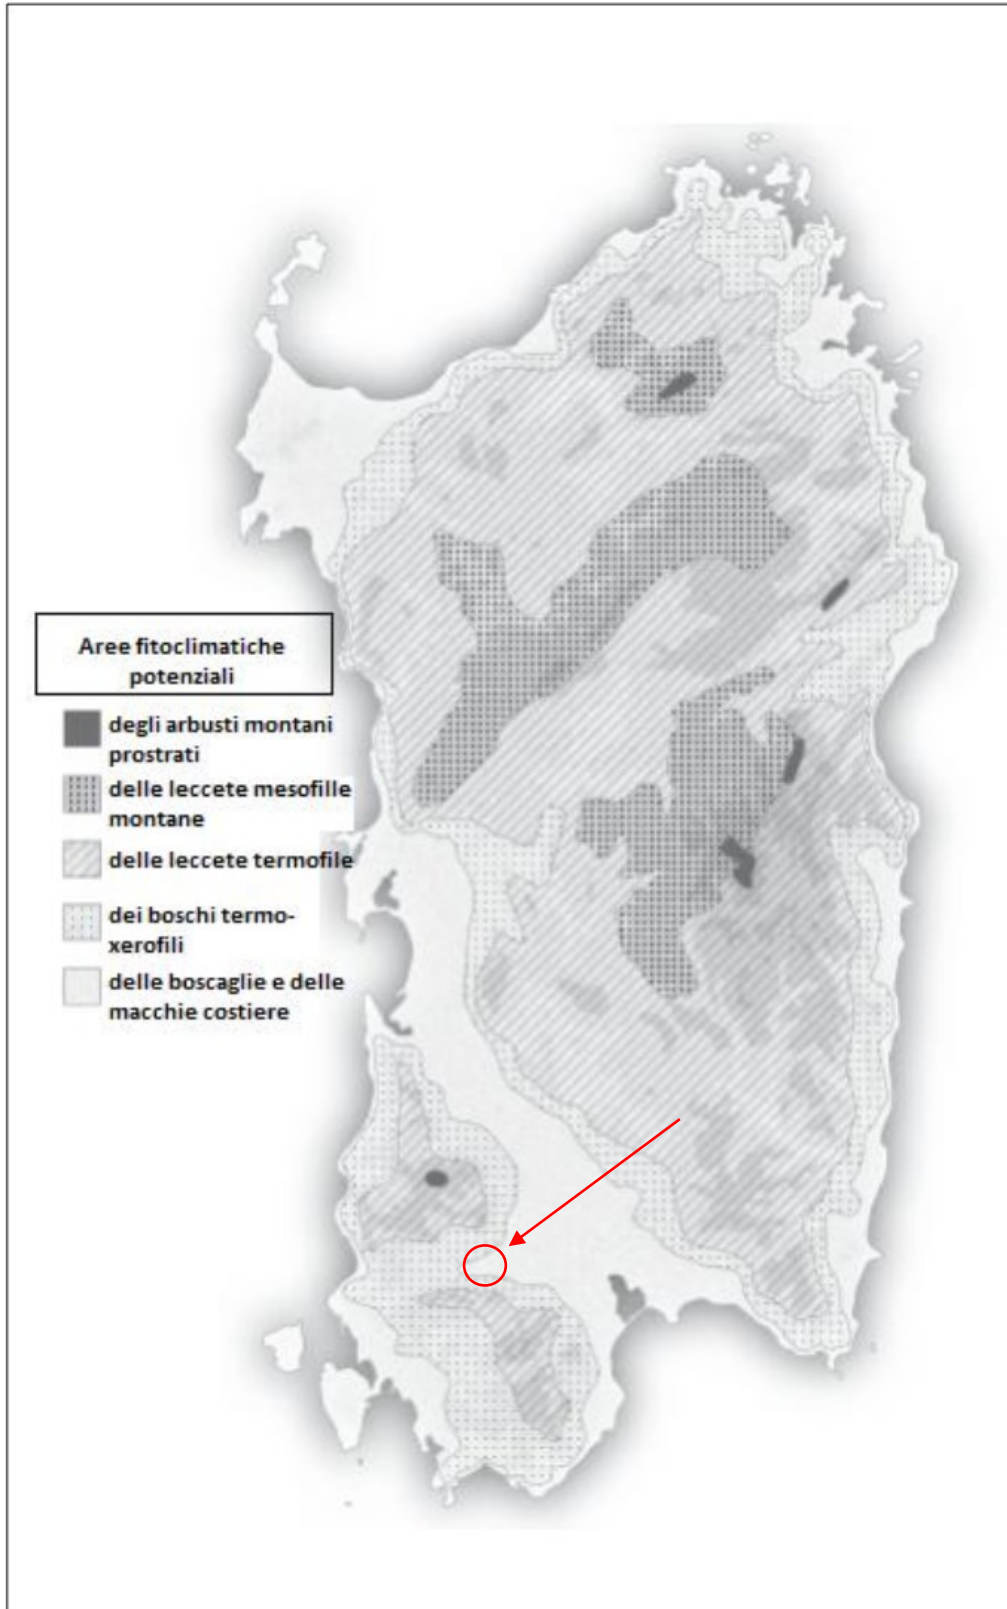 Aree fitoclimatiche
potenziali
degli arbusti montani
prostrati
delle leccete mesofille
montane
delle leccete termofile
dei boschi termo-
xerofili
delle boscaglie e delle
macchie costiere